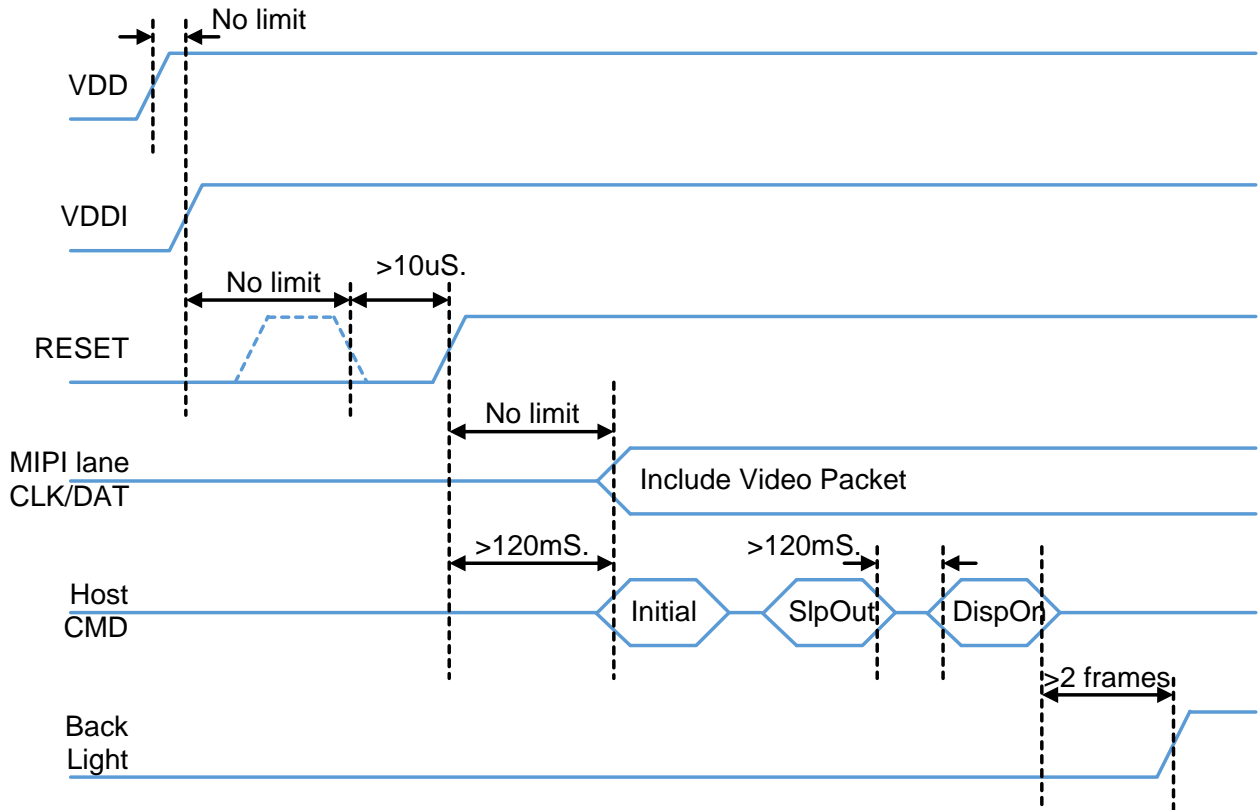 No limit
VDD
VDDI
No limit
>10uS.
RESET
No limit
MIPI lane
CLK/DAT
Include Video Packet
>120mS.
>120mS.
Host
CMD
Initial
SlpOut
DispOn
>2 frames
Back
Light